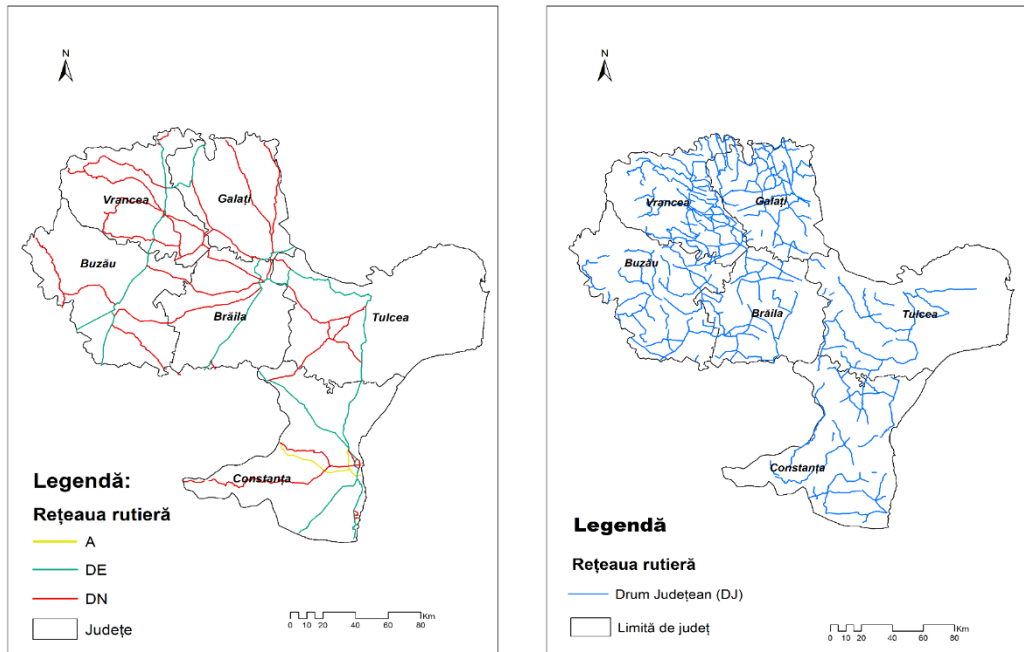 N
Vrancea
Galați
Buzău
Brăila
Tulcea
Constanța
Legendă:
Rețeaua rutieră
A
DE
DN
Județe
0 10 20 40 60 80
Km
N
Vrancea
Galați
Buzău
Brăila
Tulcea
Constanța
Legendă
Rețeaua rutieră
Drum Județean (DJ)
Limită de județ
0 10 20 40 60 80
Km